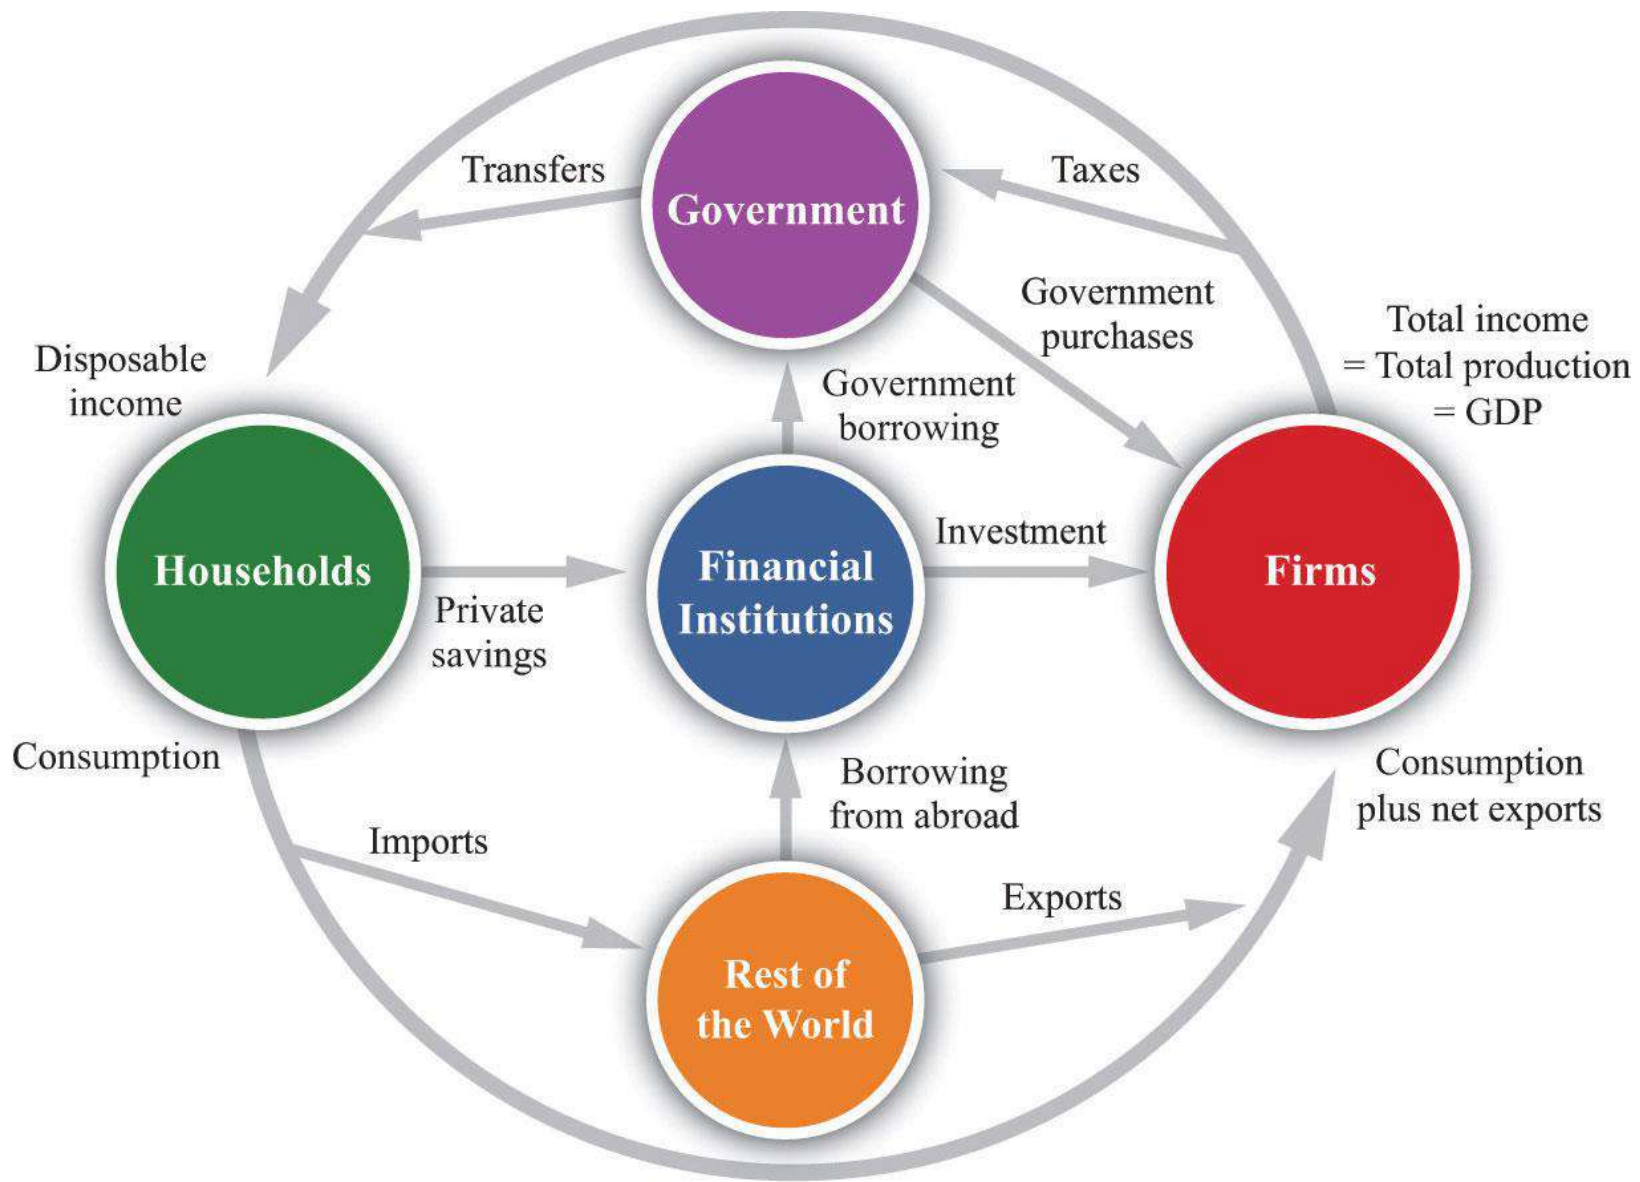 Transfers
Taxes
Government
Government
purchases
Total income
= Total production
= GDP
Disposable
income
Government
borrowing
Households
Private
savings
Financial
Institutions
Investment
Firms
Consumption
Borrowing
from abroad
Consumption
plus net exports
Imports
Exports
Rest of
the World